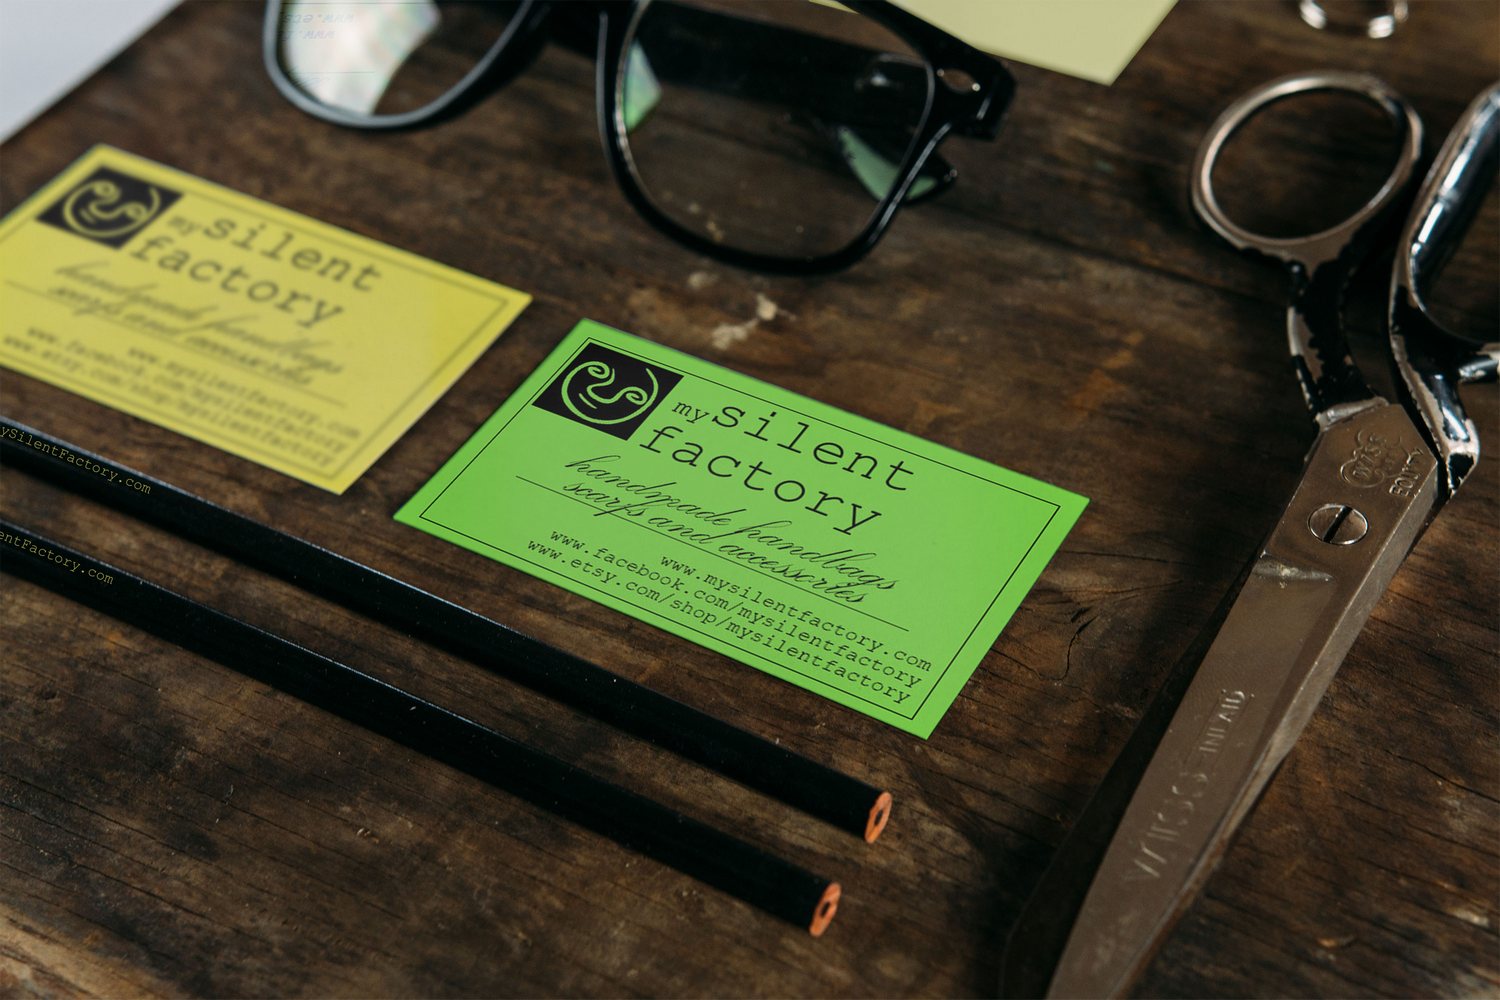 my silent
factory
handmade handbags
scarfs and accessories
www.mysilentfactory.com
www.facebook.com/mysilentfactory
www.etsy.com/shop/mysilentfactory
my silent
factory
handmade handbags
scarfs and accessories
www.mysilentfactory.com
www.facebook.com/mysilentfactory
www.etsy.com/shop/mysilentfactory
ySilentFactory.com
entFactory.com
WISS
INLAID